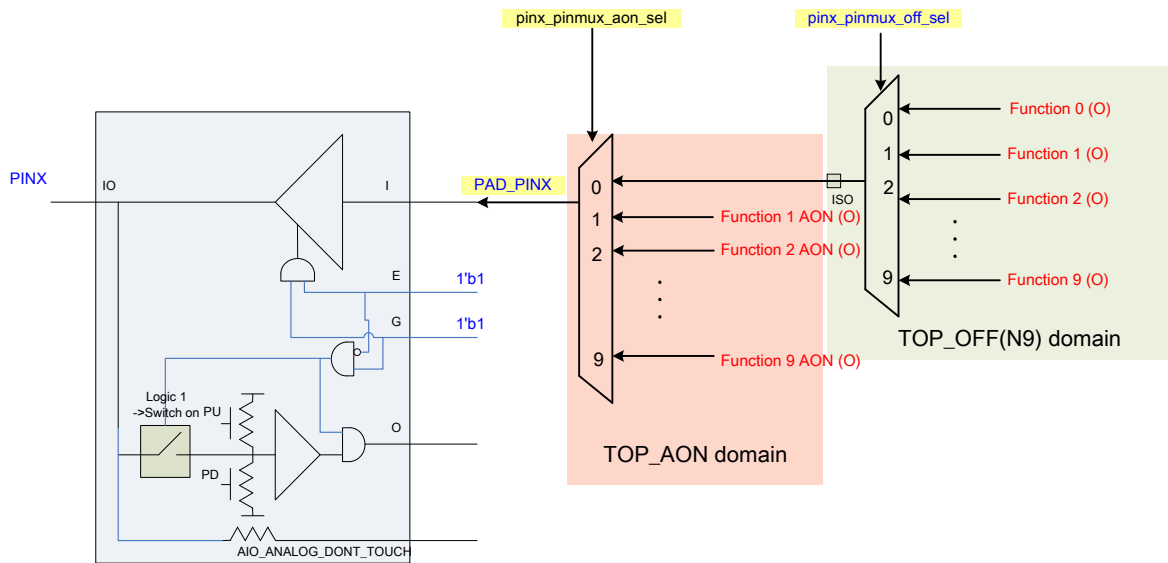 pinx_pinmux_aon_sel
pinx_pinmux_off_sel
0
1
2
9
Function 0 (O)
Function 1 (O)
Function 2 (O)
Function 9 (O)
ISO
TOP_OFF(N9) domain
0
1
2
9
Function 1 AON (O)
Function 2 AON (O)
Function 9 AON (O)
TOP_AON domain
PINX
IO
I
PAD_PINX
E
1'b1
G
1'b1
Logic 1
->Switch on
PU
PD
O
AIO_ANALOG_DONT_TOUCH